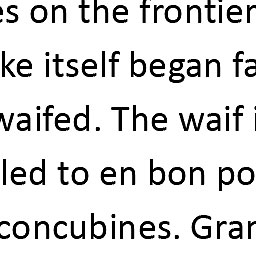 es on the frontier
ke itself began fa
waifed. The waif i
led to en bon po
concubines. Gran